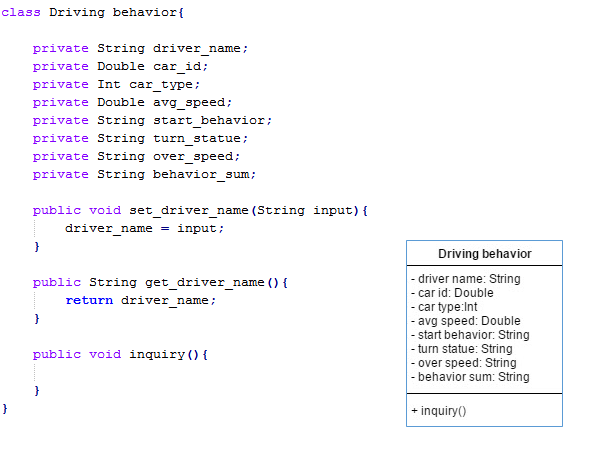 class Driving behavior{
private String driver_name;
private Double car_id;
private Int car_type;
private Double avg_speed;
private String start_behavior;
private String turn_statue;
private String over_speed;
private String behavior_sum;
public void set_driver_name(String input){
driver_name = input;
}
public String get_driver_name(){
return driver_name;
}
public void inquiry(){
}
}
Driving behavior
- driver name: String
- car id: Double
- car type:Int
- avg speed: Double
- start behavior: String
- turn statue: String
- over speed: String
- behavior sum: String
+ inquiry()